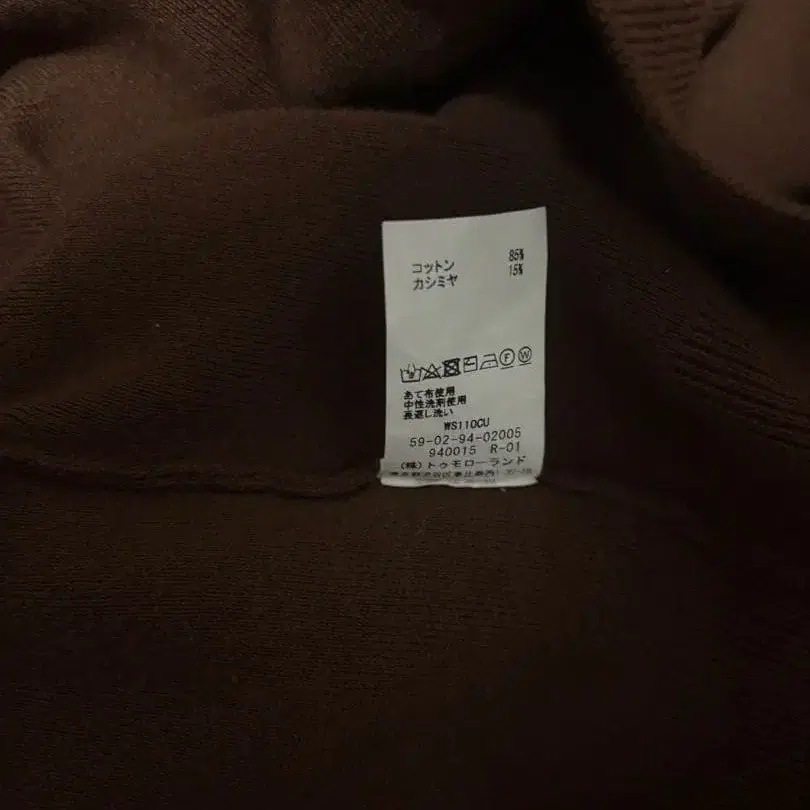 コットン 85%
カシミヤ 15%
F W
あて布使用
中性洗剤使用
裏返し洗い
WS110CU
59-02-94-02005
940015 R-01
(株)トゥモローランド